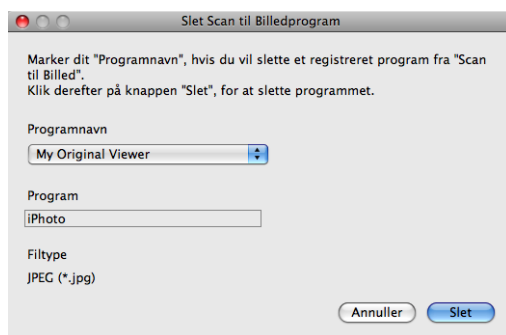 Slet Scan til Billedprogram
Marker dit "Programnavn", hvis du vil slette et registreret program fra "Scan
til Billed".
Klik derefter på knappen "Slet", for at slette programmet.
Programnavn
My Original Viewer
Program
iPhoto
Filtype
JPEG (*.jpg)
Annuller Slet